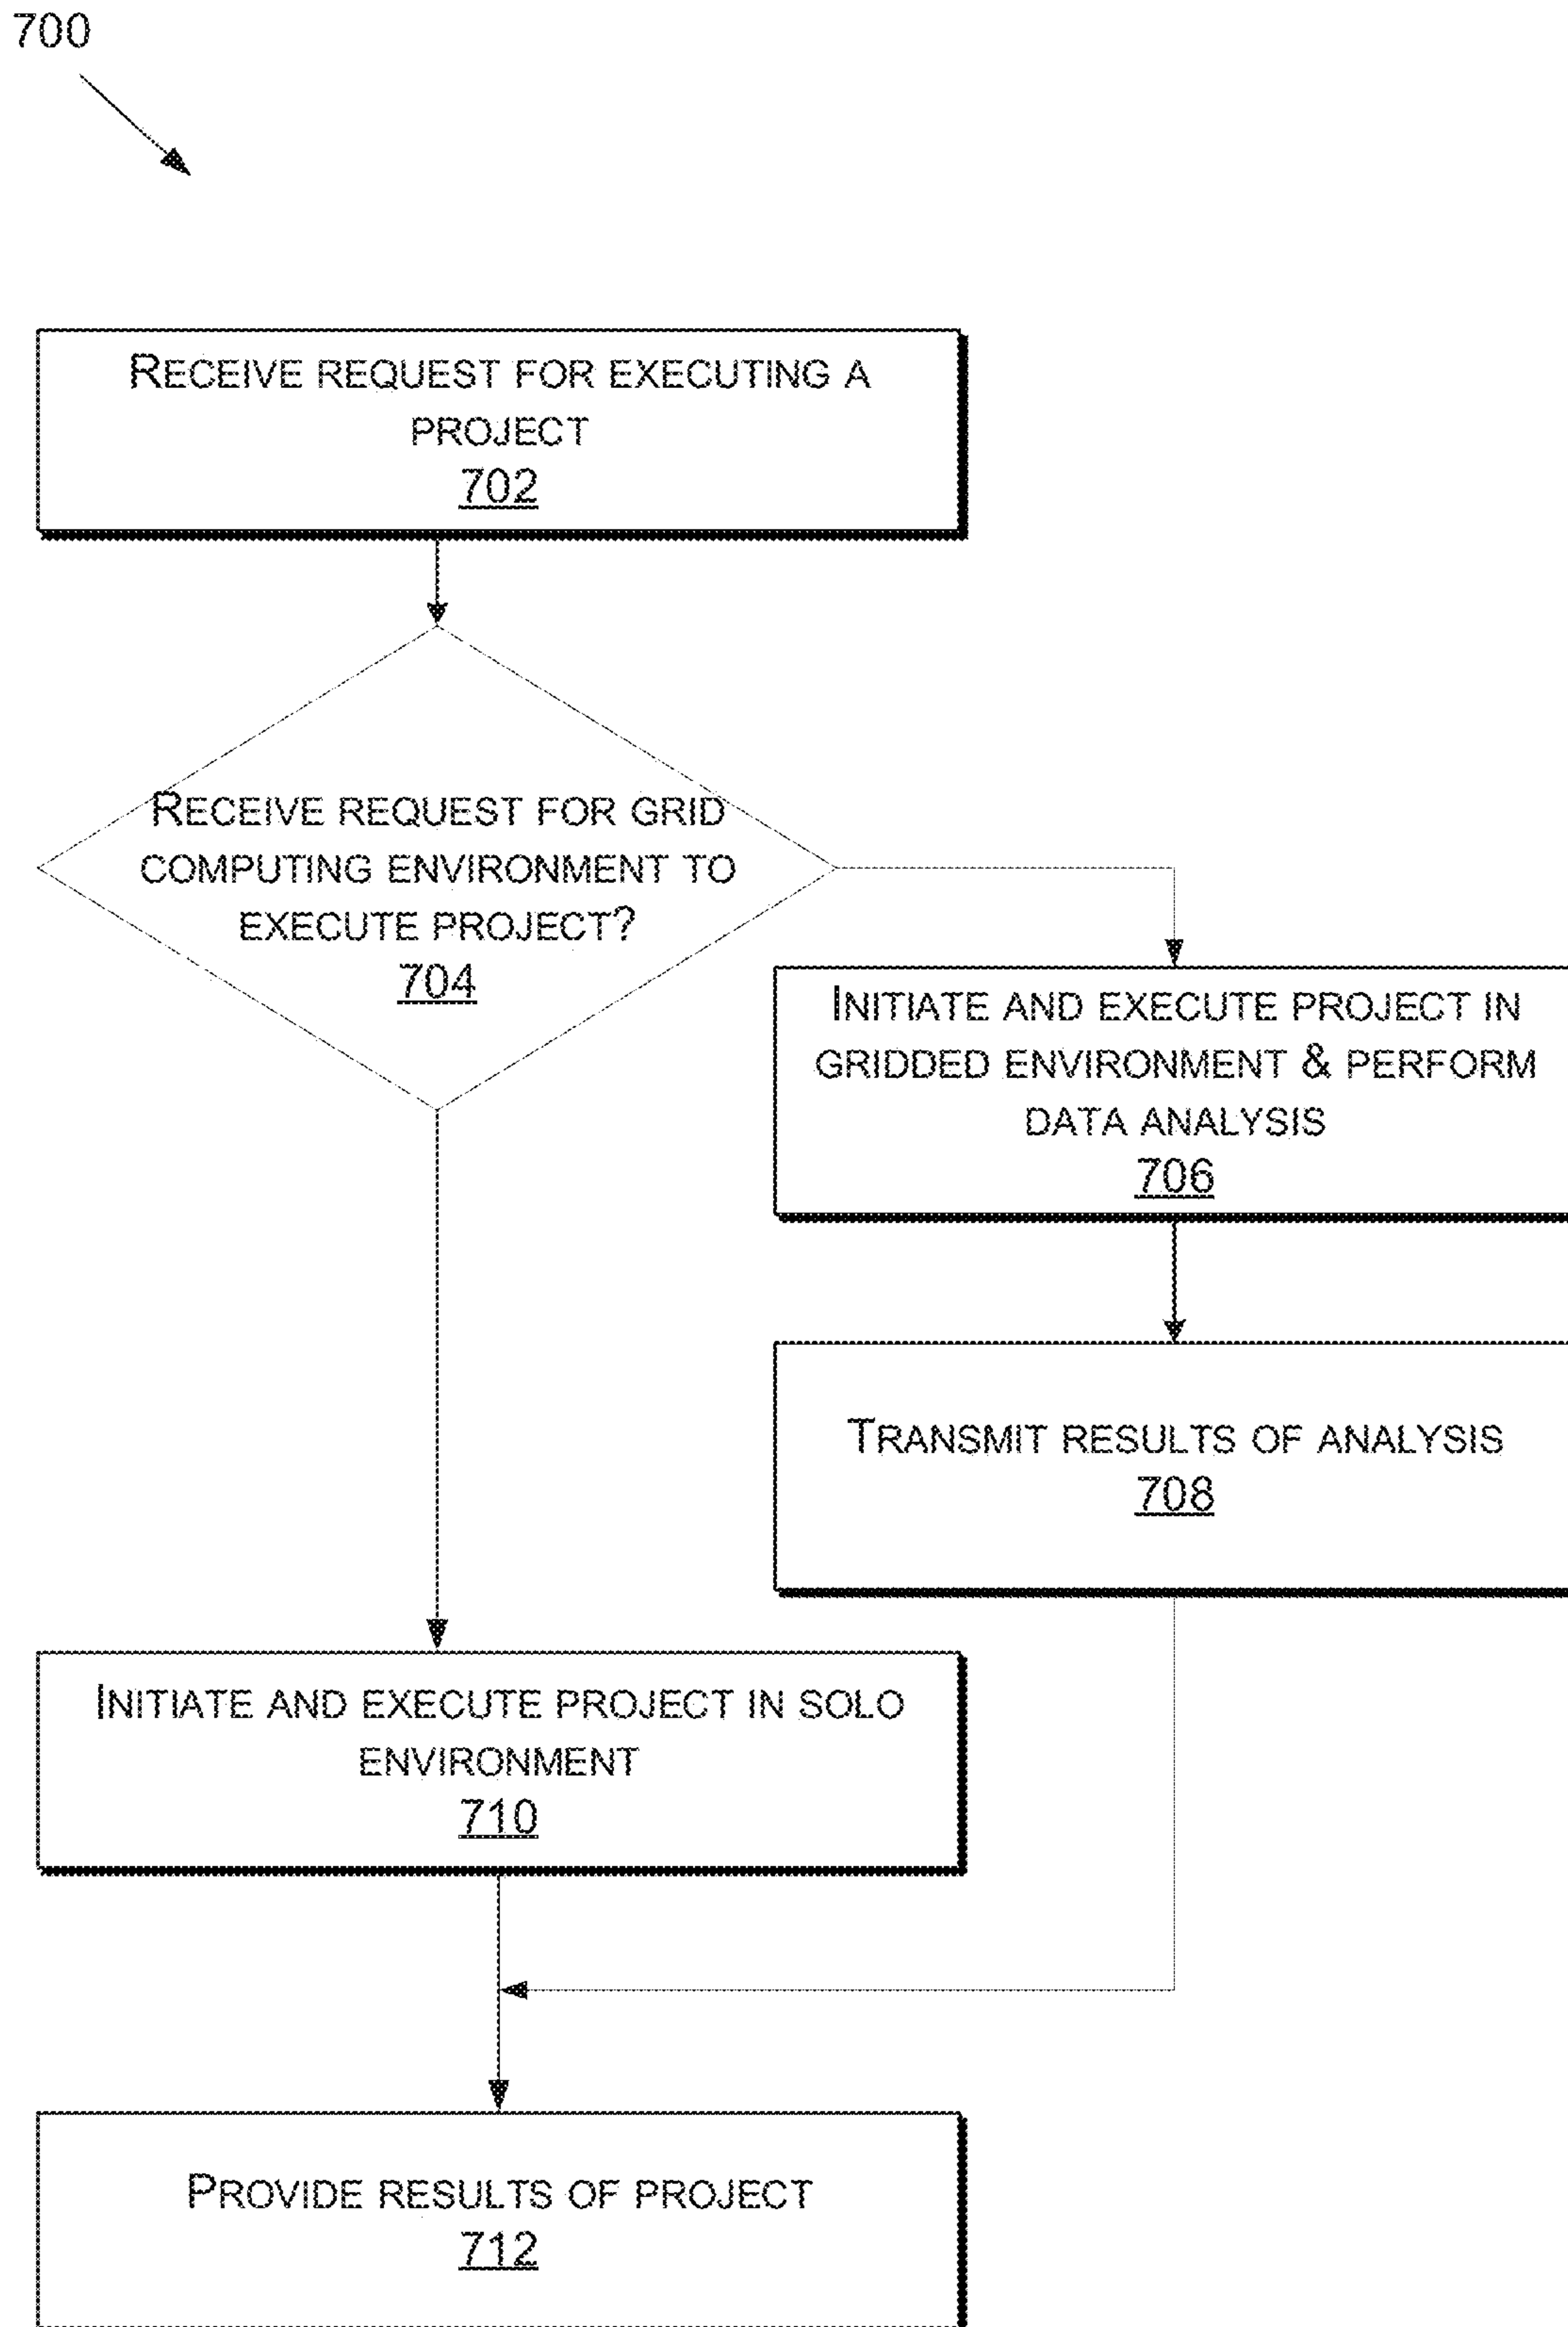 700
RECEIVE REQUEST FOR EXECUTING A
PROJECT
702
RECEIVE REQUEST FOR GRID
COMPUTING ENVIRONMENT TO
EXECUTE PROJECT?
704
INITIATE AND EXECUTE PROJECT IN
GRIDDED ENVIRONMENT & PERFORM
DATA ANALYSIS
706
TRANSMIT RESULTS OF ANALYSIS
708
INITIATE AND EXECUTE PROJECT IN SOLO
ENVIRONMENT
710
PROVIDE RESULTS OF PROJECT
712